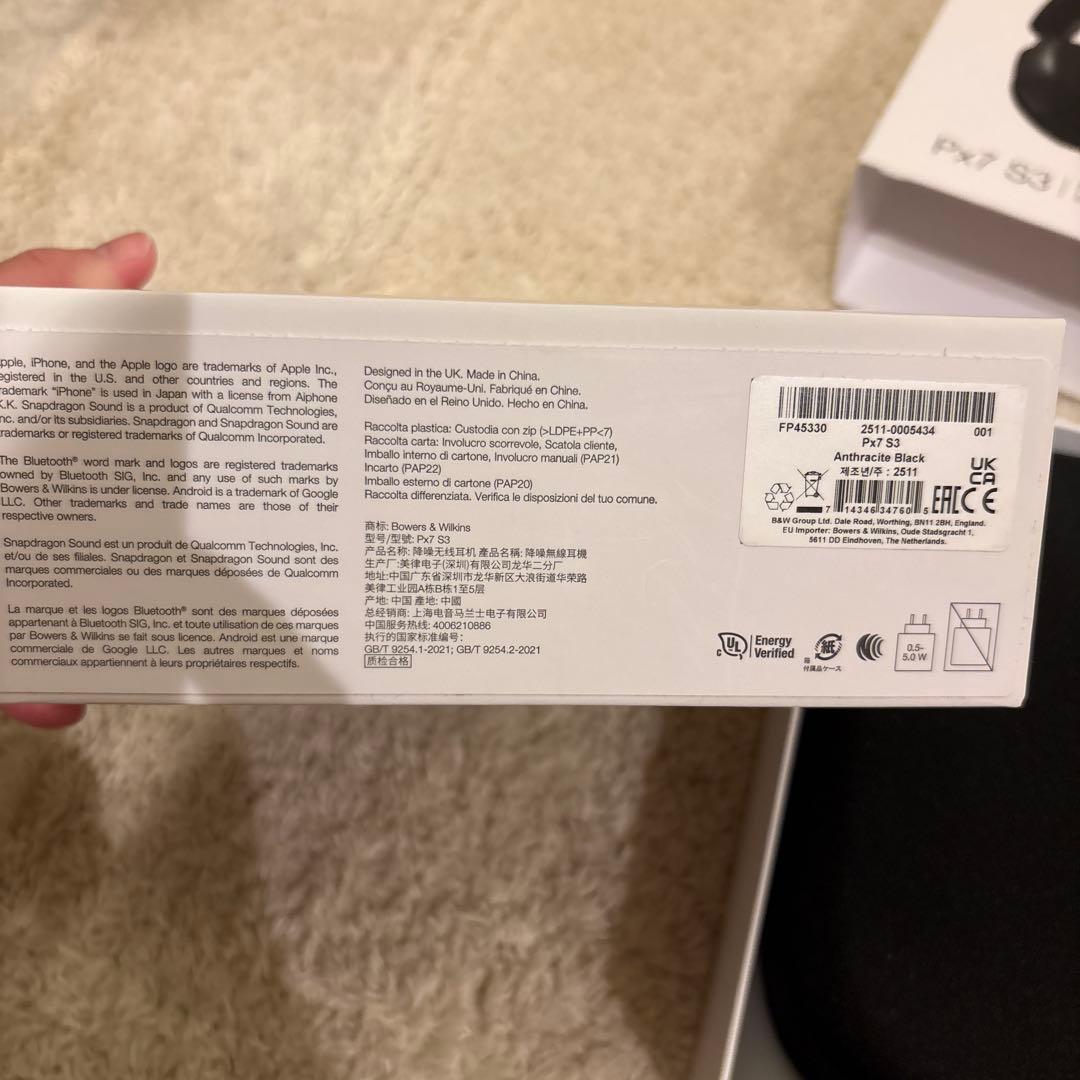 Px7 S3
pple, iPhone, and the Apple logo are trademarks of Apple Inc.,
egistered in the U.S. and other countries and regions. The
rademark "iPhone" is used in Japan with a license from Aiphone
K.K. Snapdragon Sound is a product of Qualcomm Technologies,
nc. and/or its subsidiaries. Snapdragon and Snapdragon Sound are
trademarks or registered trademarks of Qualcomm Incorporated.
The Bluetooth® word mark and logos are registered trademarks
owned by Bluetooth SIG, Inc. and any use of such marks by
Bowers & Wilkins is under license. Android is a trademark of Google
LLC. Other trademarks and trade names are those of their
respective owners.
Snapdragon Sound est un produit de Qualcomm Technologies, Inc.
et/ou de ses filiales. Snapdragon et Snapdragon Sound sont des
marques commerciales ou des marques déposées de Qualcomm
Incorporated.
La marque et les logos Bluetooth® sont des marques déposées
appartenant à Bluetooth SIG, Inc. et toute utilisation de ces marques
par Bowers & Wilkins se fait sous licence. Android est une marque
commerciale de Google LLC. Les autres marques et noms
commerciaux appartiennent à leurs propriétaires respectifs.
Designed in the UK. Made in China.
Conçu au Royaume-Uni. Fabriqué en Chine.
Diseñado en el Reino Unido. Hecho en China.
Raccolta plastica: Custodia con zip (>LDPE+PP<7)
Raccolta carta: Involucro scorrevole, Scatola cliente,
Imballo interno di cartone, Involucro manuali (PAP21)
Incarto (PAP22)
Imballo esterno di cartone (PAP20)
Raccolta differenziata. Verifica le disposizioni del tuo comune.
商标: Bowers & Wilkins
型号/型號: Px7 S3
产品名称: 降噪无线耳机 產品名稱: 降噪無線耳機
生产厂:美律电子(深圳)有限公司龙华二分厂
地址:中国广东省深圳市龙华新区大浪街道华荣路
美律工业园A栋B栋1至5层
产地: 中国 產地: 中國
总经销商: 上海电音马兰士电子有限公司
中国服务热线: 4006210886
执行的国家标准编号:
GB/T 9254.1-2021; GB/T 9254.2-2021
质检合格
FP45330 2511-0005434 001
Px7 S3
Anthracite Black
제조년/주 : 2511
UK
CA
7 14346 34760 5
EAC CE
B&W Group Ltd. Dale Road, Worthing, BN11 2BH, England.
EU Importer: Bowers & Wilkins, Oude Stadsgracht 1,
5611 DD Eindhoven, The Netherlands.
c UL Energy
Verified
紙
箱
付属品ケース
0.5-
5.0 W